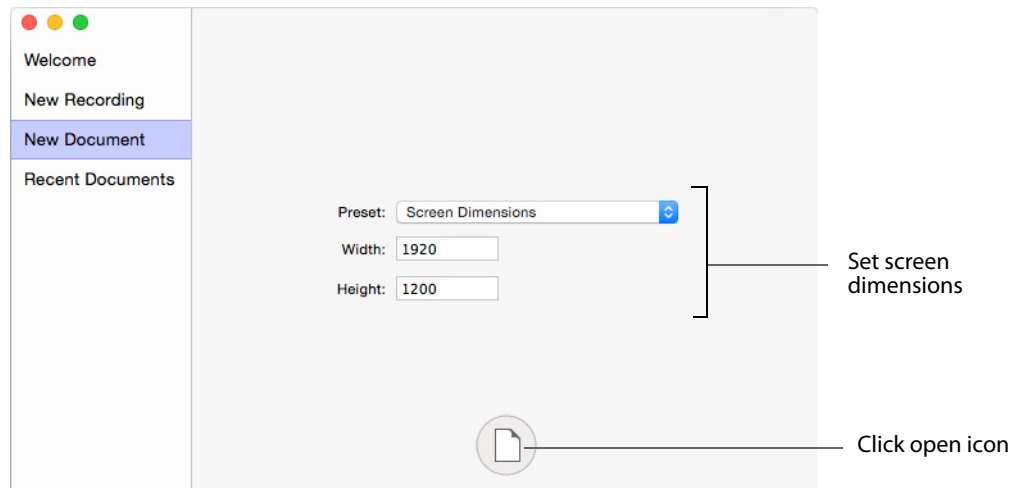 Welcome
New Recording
New Document
Recent Documents
Preset: Screen Dimensions
Width: 1920
Height: 1200
Set screen
dimensions
Click open icon